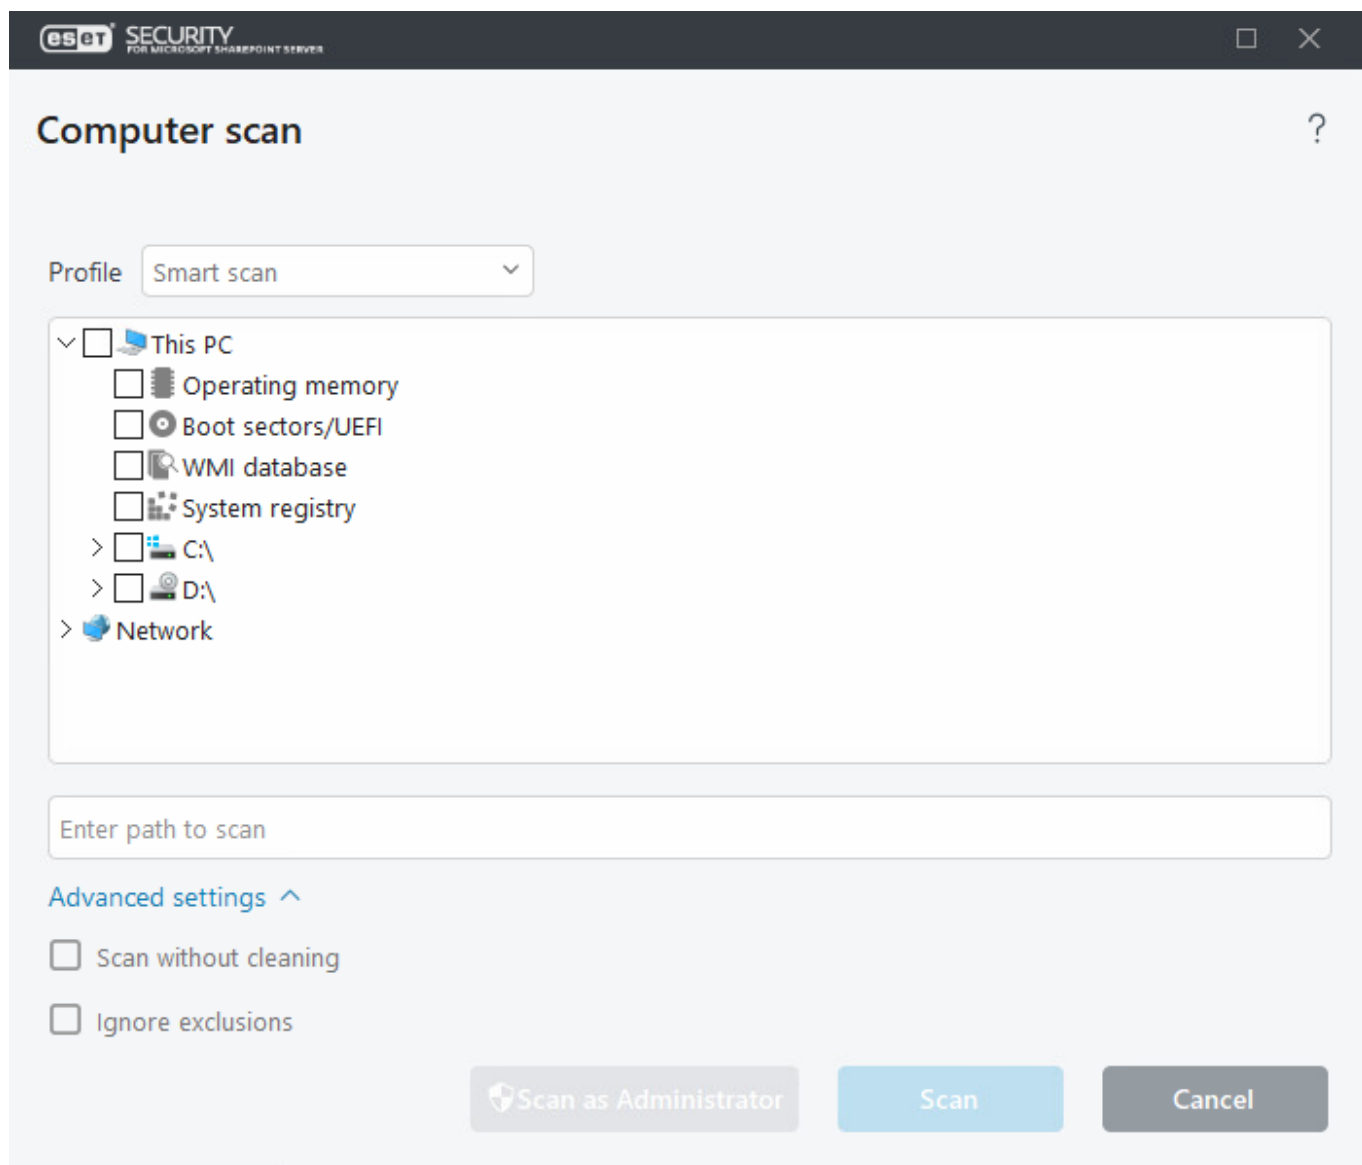 eset SECURITY
FOR MICROSOFT SHAREPOINT SERVER
Computer scan
?
Profile Smart scan
This PC
Operating memory
Boot sectors/UEFI
WMI database
System registry
C:\
D:\
Network
Enter path to scan
Advanced settings
Scan without cleaning
Ignore exclusions
Scan as Administrator Scan Cancel